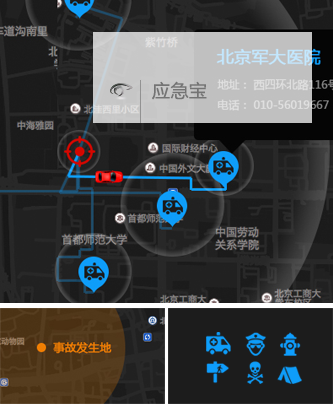 车道沟南里
紫竹桥
北京军大医院
地址： 西四环北路116号
电话： 010-56019667
应急宝
北洼西里小区
中海雅园
国际财经中心
中国外文大厦
首都师范
首都师范大学
中国劳动
关系学院
北京工商大
北京工商大
动物园
事故发生地